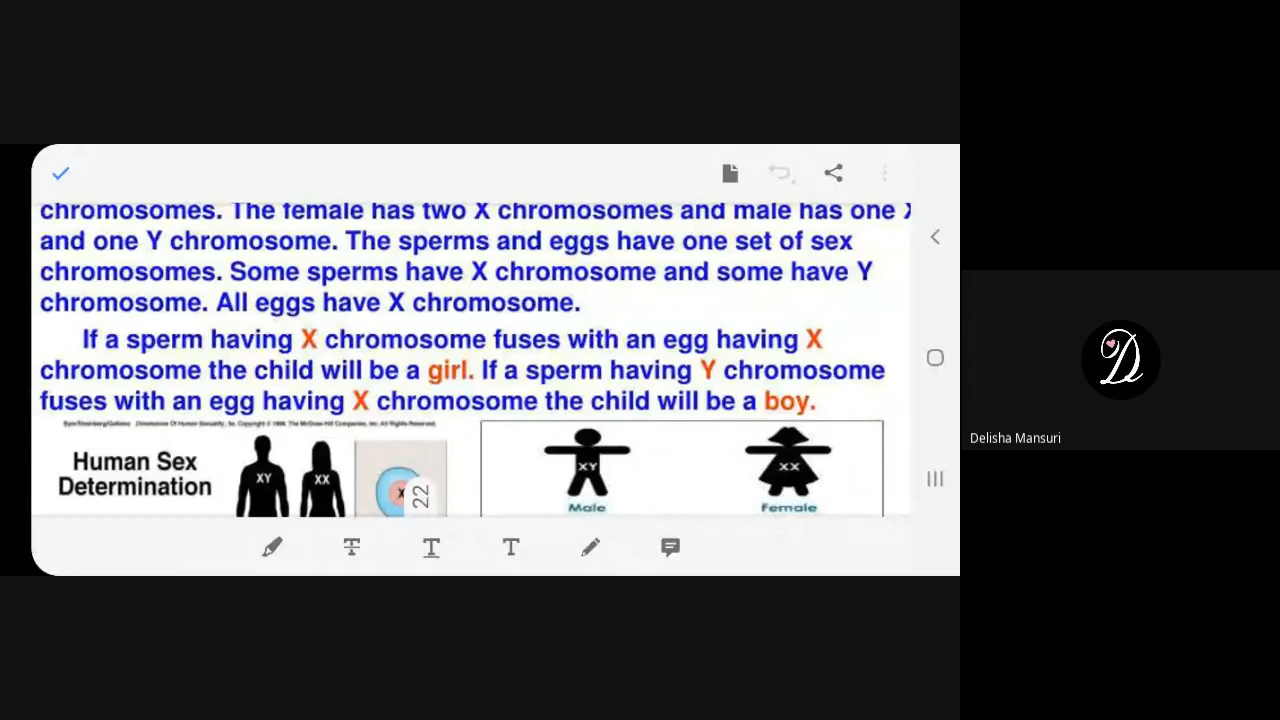 chromosomes. The female has two X chromosomes and male has one
and one Y chromosome. The sperms and eggs have one set of sex
chromosomes. Some sperms have X chromosome and some have Y
chromosome. All eggs have X chromosome.
If a sperm having X chromosome fuses with an egg having X
chromosome the child will be a girl. If a sperm having Y chromosome
fuses with an egg having X chromosome the child will be a boy.
Human Sex
Determination
XY
XX
X
22
XY
XX
Male
Female
Delisha Mansuri
D